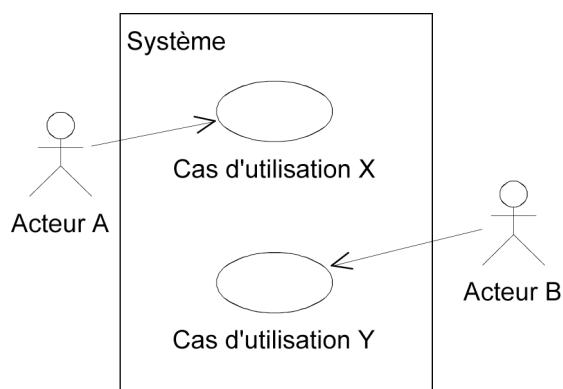 Système
Cas d'utilisation X
Acteur A
Acteur B
Cas d'utilisation Y